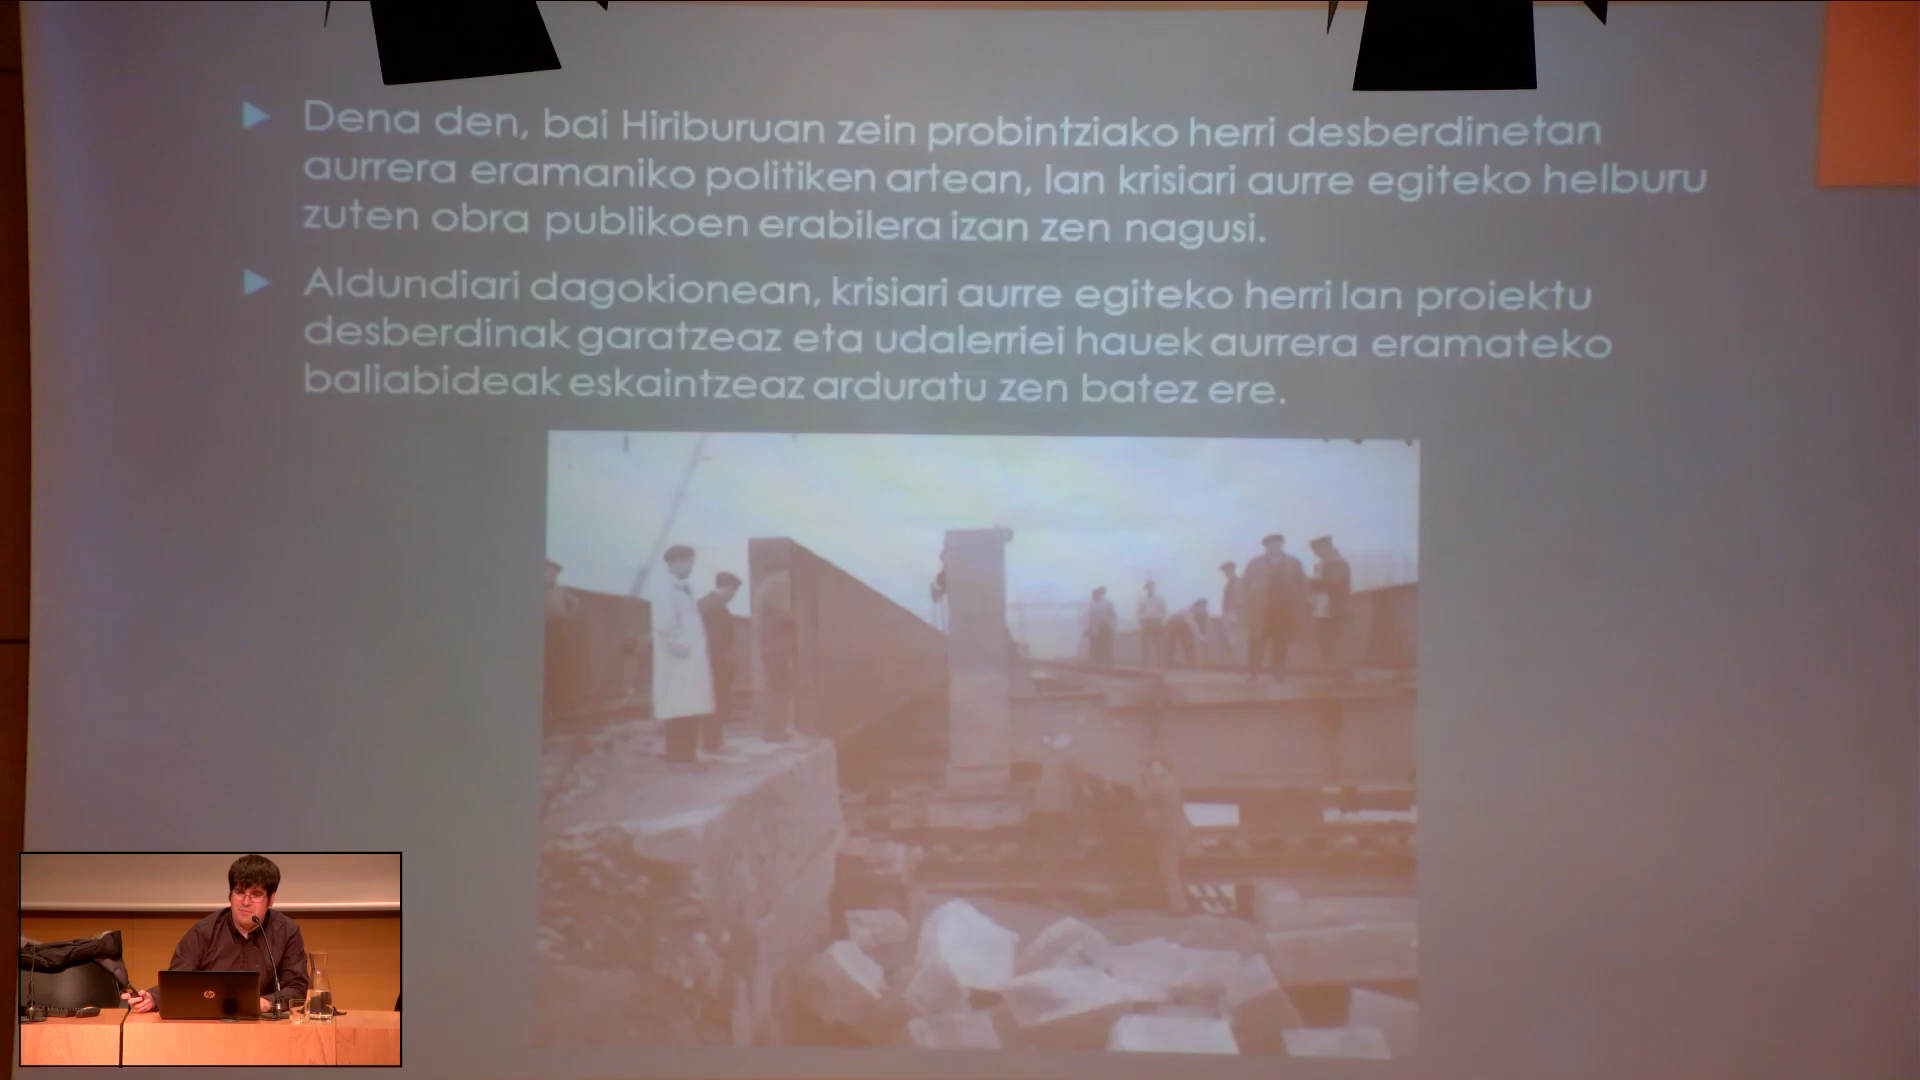 Dena den, bai Hiriburuan zein probintziako herri desberdinetan
aurrera eramaniko politiken artean, lan krisiari aurre egiteko helburu
zuten obra publikoen erabilera izan zen nagusi.
Aldundiari dagokionean, krisiari aurre egiteko herri lan proiektu
desberdinak garatzeaz eta udalerriei hauek aurrera eramateko
baliabideak eskaintzeaz arduratu zen batez ere.
hp